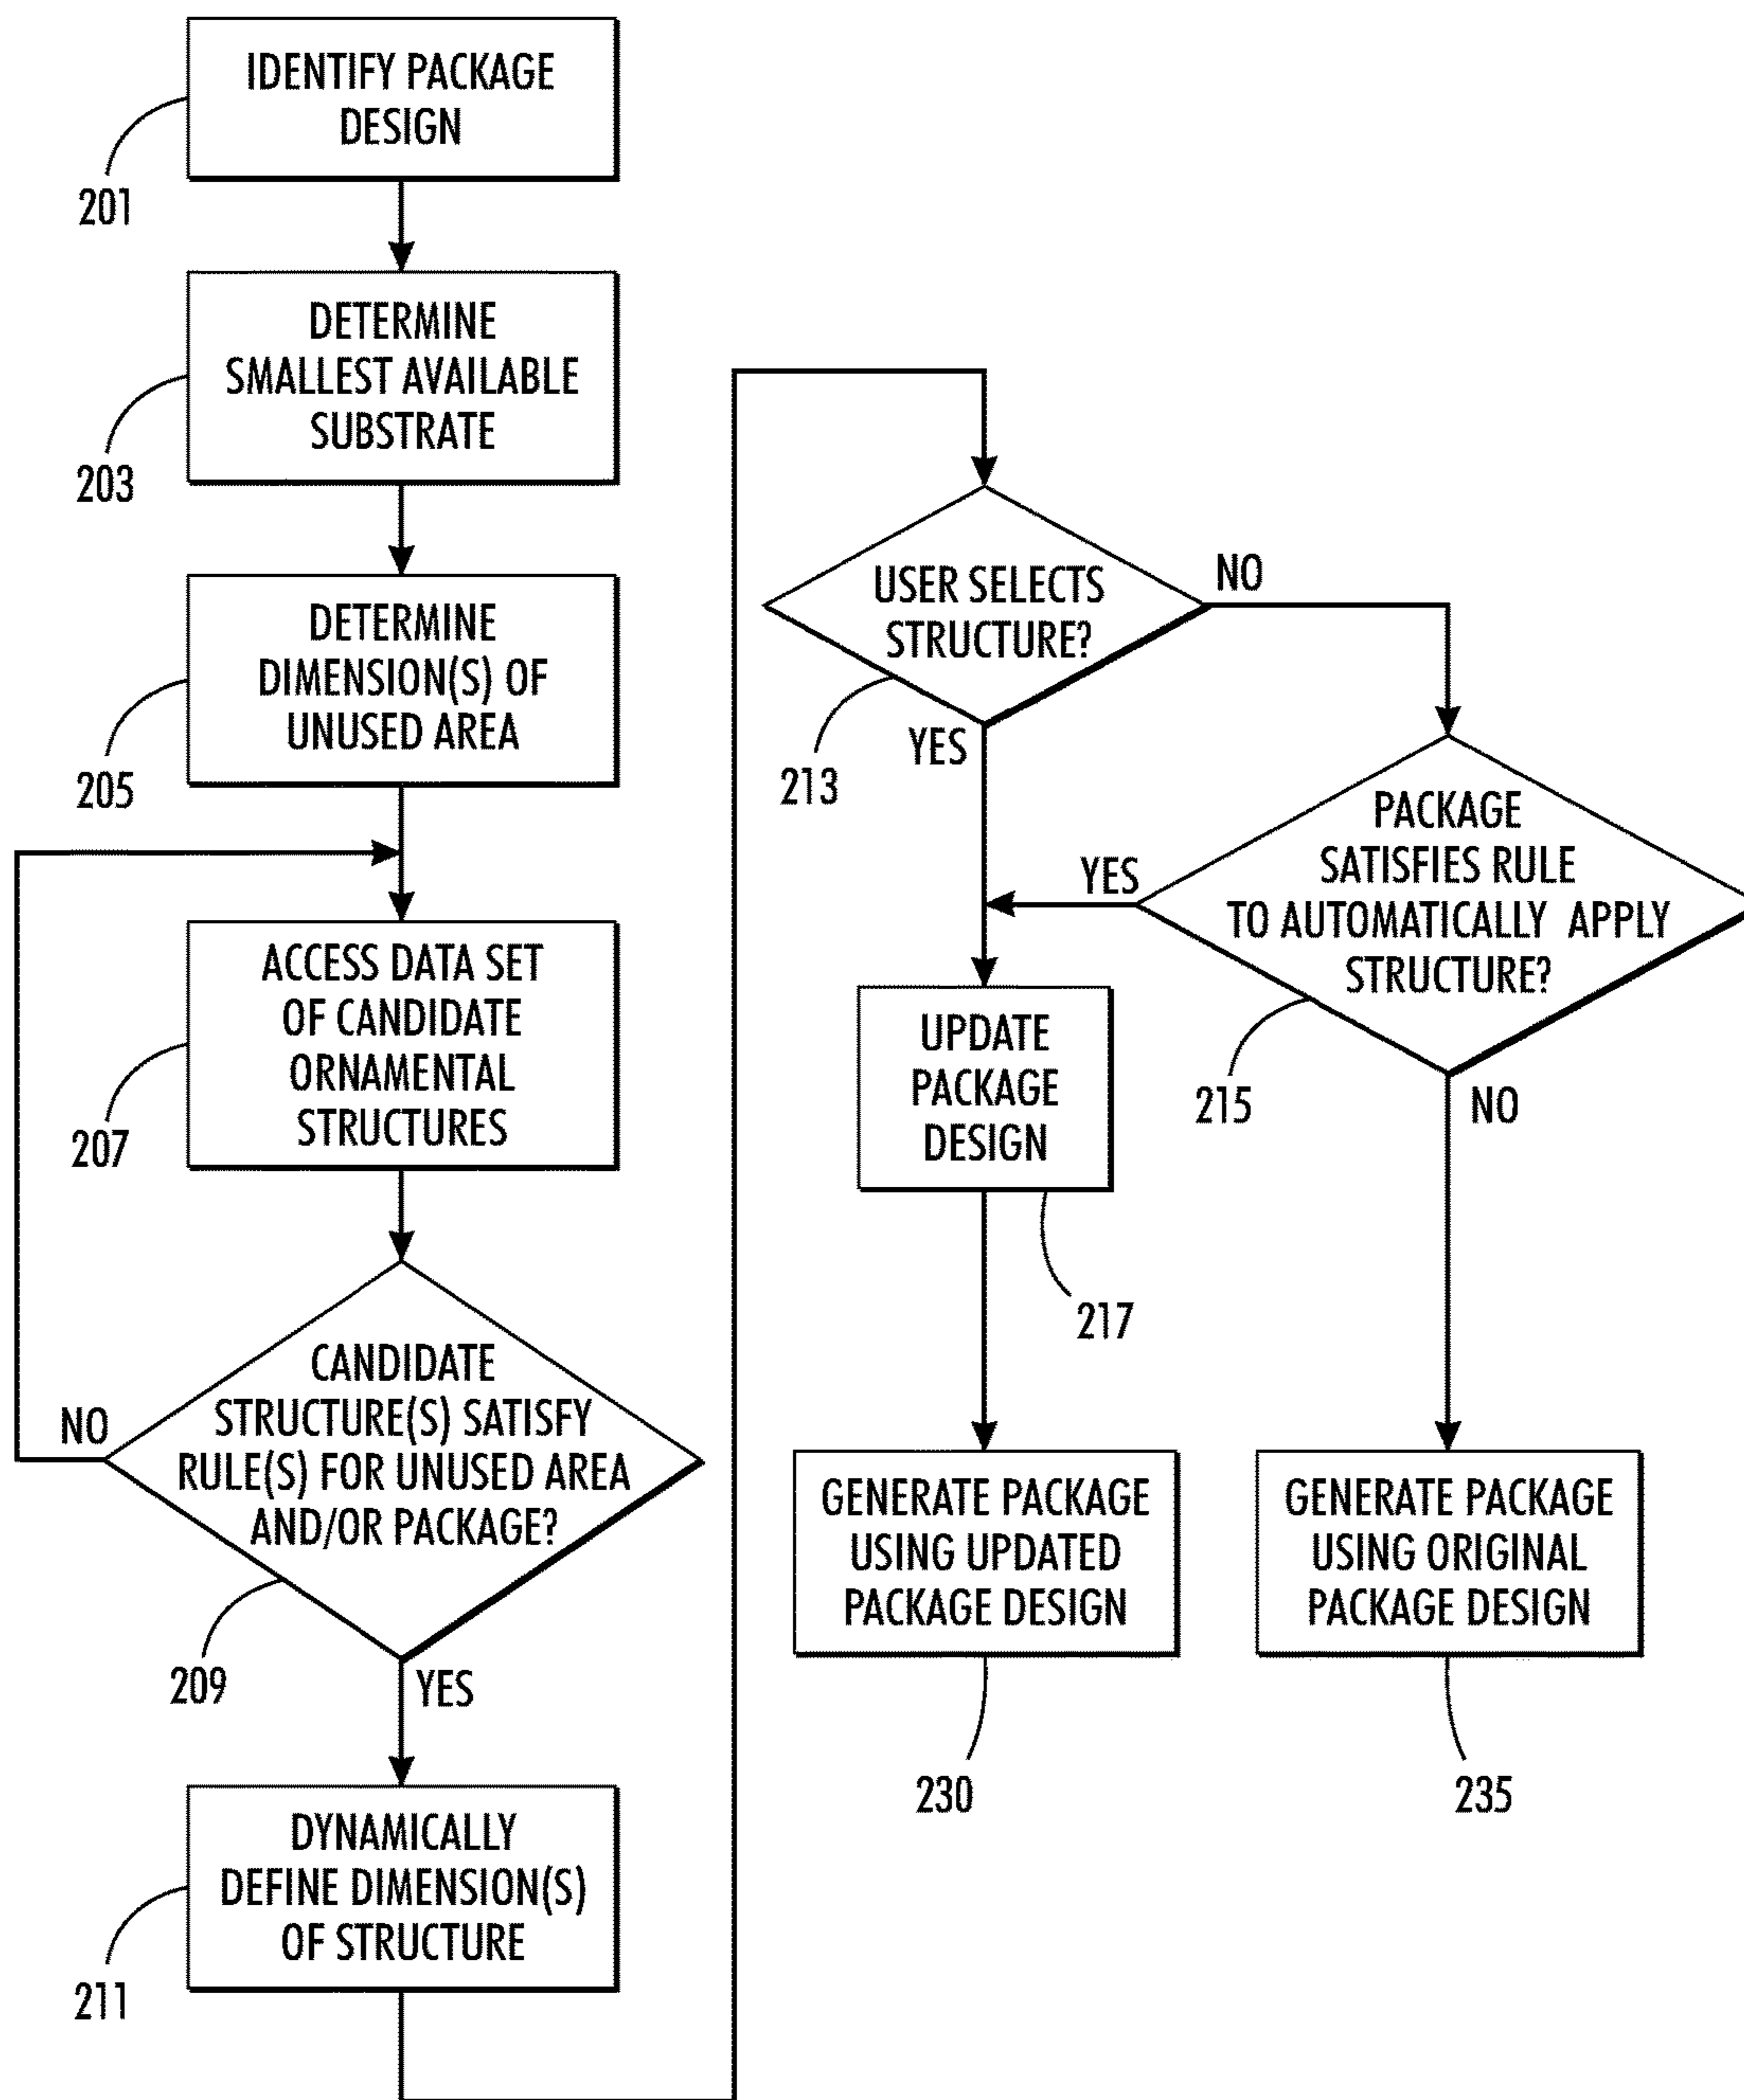 IDENTIFY PACKAGE
DESIGN
201
DETERMINE
SMALLEST AVAILABLE
SUBSTRATE
203
DETERMINE
DIMENSION(S) OF
UNUSED AREA
205
ACCESS DATA SET
OF CANDIDATE
ORNAMENTAL
STRUCTURES
207
CANDIDATE
STRUCTURE(S) SATISFY
RULE(S) FOR UNUSED AREA
AND/OR PACKAGE?
NO
209
YES
DYNAMICALLY
DEFINE DIMENSION(S)
OF STRUCTURE
211
USER SELECTS
STRUCTURE?
NO
YES
213
PACKAGE
SATISFIES RULE
TO AUTOMATICALLY APPLY
STRUCTURE?
YES
215
NO
UPDATE
PACKAGE
DESIGN
217
GENERATE PACKAGE
USING UPDATED
PACKAGE DESIGN
230
GENERATE PACKAGE
USING ORIGINAL
PACKAGE DESIGN
235